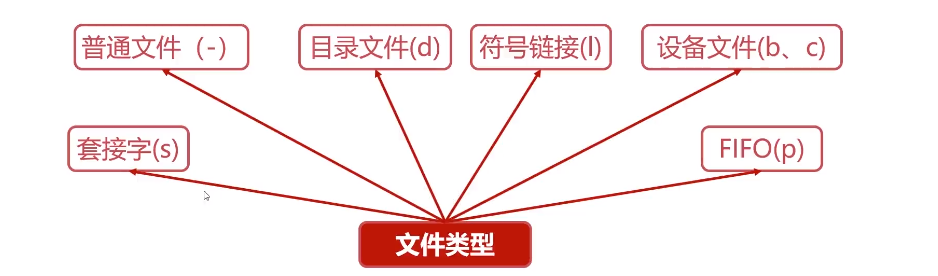 普通文件（-）
目录文件(d)
符号链接(l)
设备文件(b、c)
套接字(s)
FIFO(p)
文件类型